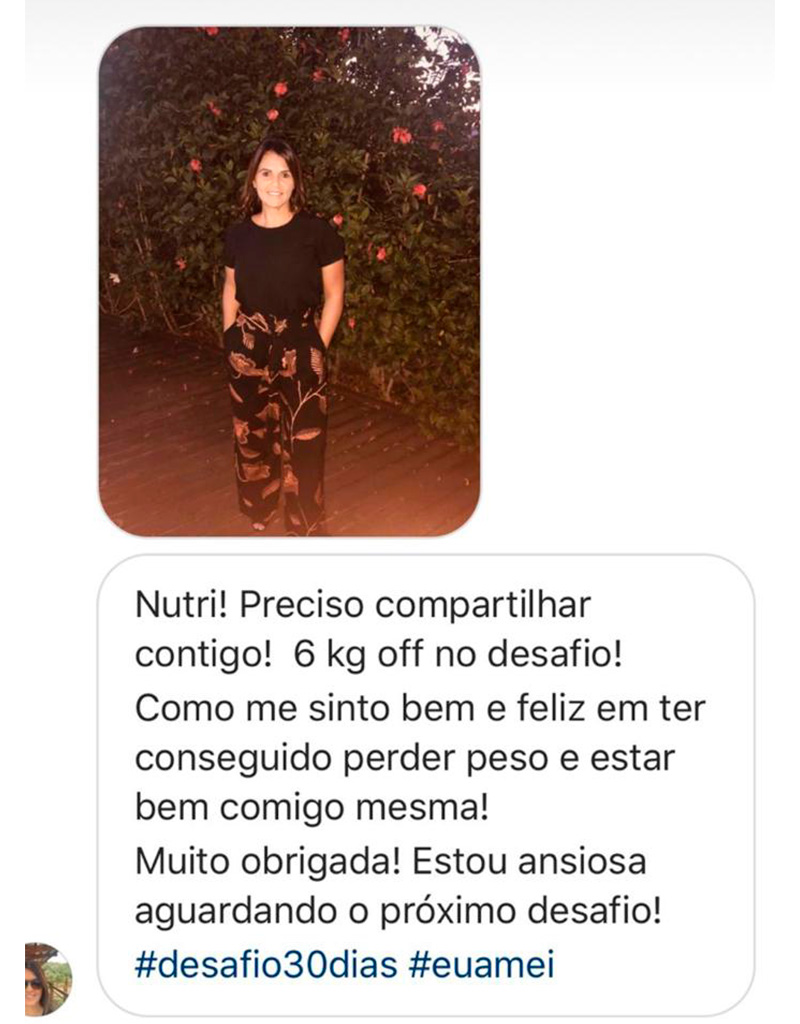 Nutri! Preciso compartilhar
contigo!  6 kg off no desafio!
Como me sinto bem e feliz em ter
conseguido perder peso e estar
bem comigo mesma!
Muito obrigada! Estou ansiosa
aguardando o próximo desafio!
#desafio30dias #euamei